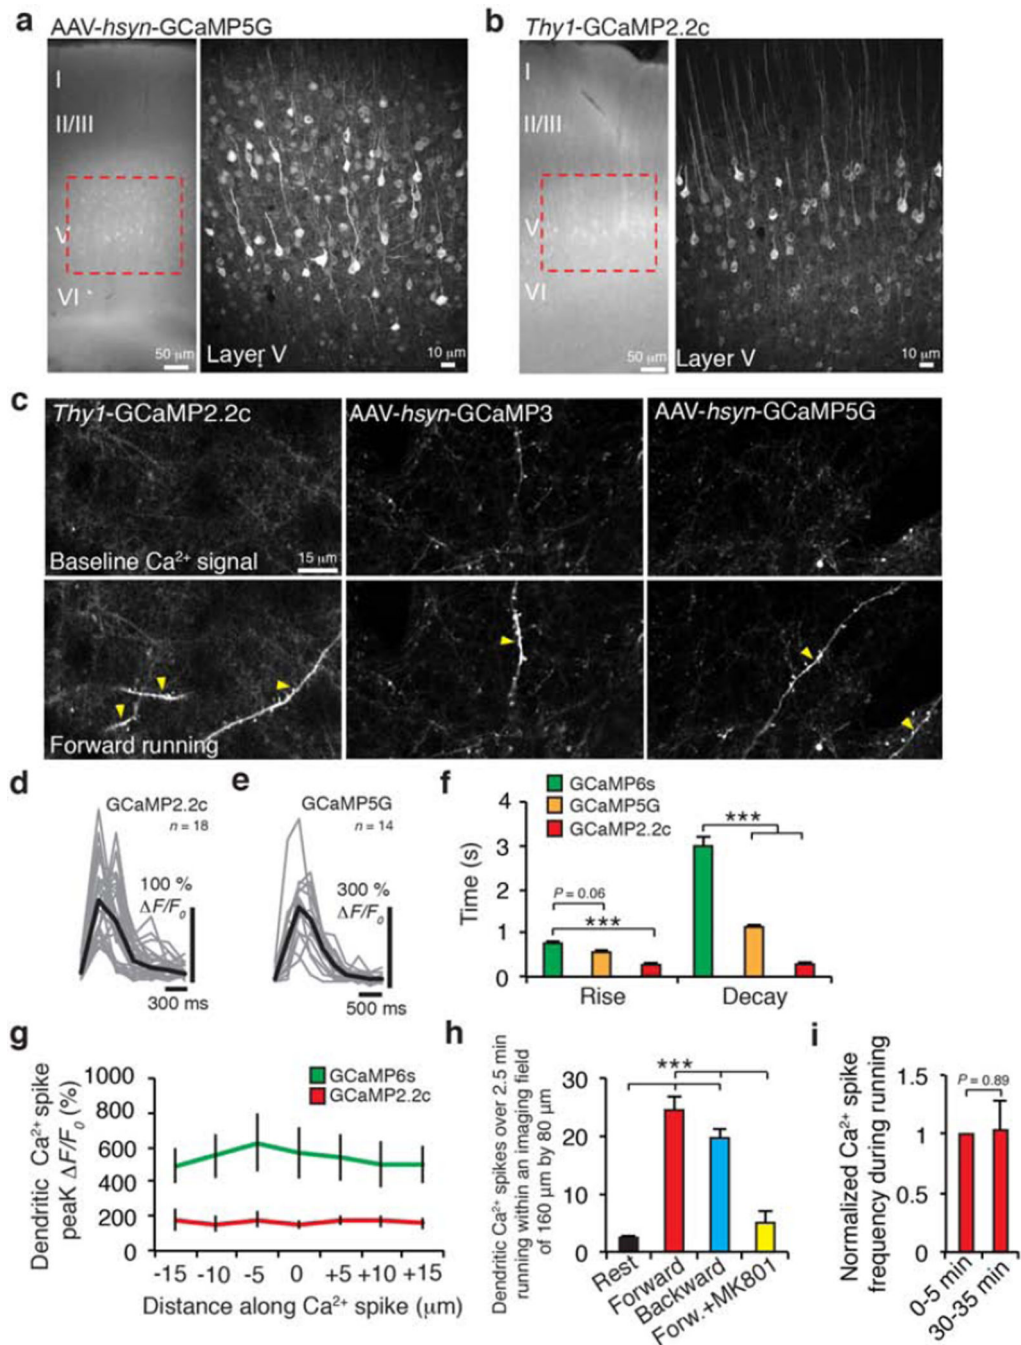 a
AAV-hsyn-GCaMP5G
I
II/III
V
VI
50 μm
Layer V
10 μm
b
Thy1-GCaMP2.2c
I
II/III
V
VI
50 μm
Layer V
10 μm
c
Thy1-GCaMP2.2c
AAV-hsyn-GCaMP3
AAV-hsyn-GCaMP5G
Baseline Ca²⁺ signal
15 μm
Forward running
d
GCaMP2.2c
n = 18
100 %
ΔF/F₀
300 ms
e
GCaMP5G
n = 14
300 %
ΔF/F₀
500 ms
f
GCaMP6s
GCaMP5G
GCaMP2.2c
Time (s)
4
3
2
1
0
P = 0.06
***
***
Rise
Decay
g
GCaMP6s
GCaMP2.2c
Dendritic Ca²⁺ spike
peaK ΔF/F₀ (%)
1000
800
600
400
200
0
-15 -10 -5 0 +5 +10 +15
Distance along Ca²⁺ spike (μm)
h
Dendritic Ca²⁺ spikes over 2.5 min
running within an imaging field
of 160 μm by 80 μm
30
20
10
0
***
Rest
Forward
Backward
Forw.+MK801
i
Normalized Ca²⁺ spike
frequency during running
1.5
1
0.5
0
P = 0.89
0-5 min
30-35 min